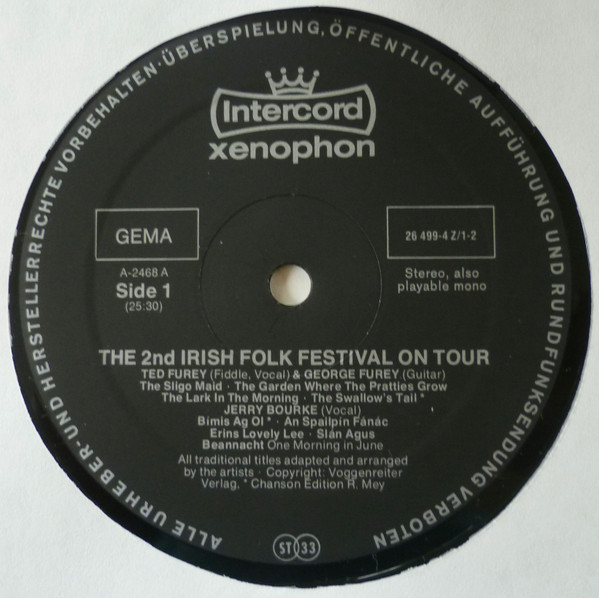 ALLE URHEBER- UND HERSTELLERRECHTE VORBEHALTEN · ÜBERSPIELUNG, ÖFFENTLICHE AUFFÜHRUNG UND RUNDFUNKSENDUNG VERBOTEN
Intercord
xenophon
GEMA
26 499-4 Z/1-2
A-2468 A
Side 1
(25:30)
Stereo, also
playable mono
THE 2nd IRISH FOLK FESTIVAL ON TOUR
TED FUREY (Fiddle, Vocal) & GEORGE FUREY (Guitar)
The Sligo Maid · The Garden Where The Pratties Grow
The Lark In The Morning · The Swallow's Tail *
JERRY BOURKE (Vocal)
Bímis Ag Ol * · An Spailpín Fánác
Erins Lovely Lee · Slán Agus
Beannacht One Morning in June
All traditional titles adapted and arranged
by the artists · Copyright: Voggenreiter
Verlag, * Chanson Edition R. Mey
ST 33